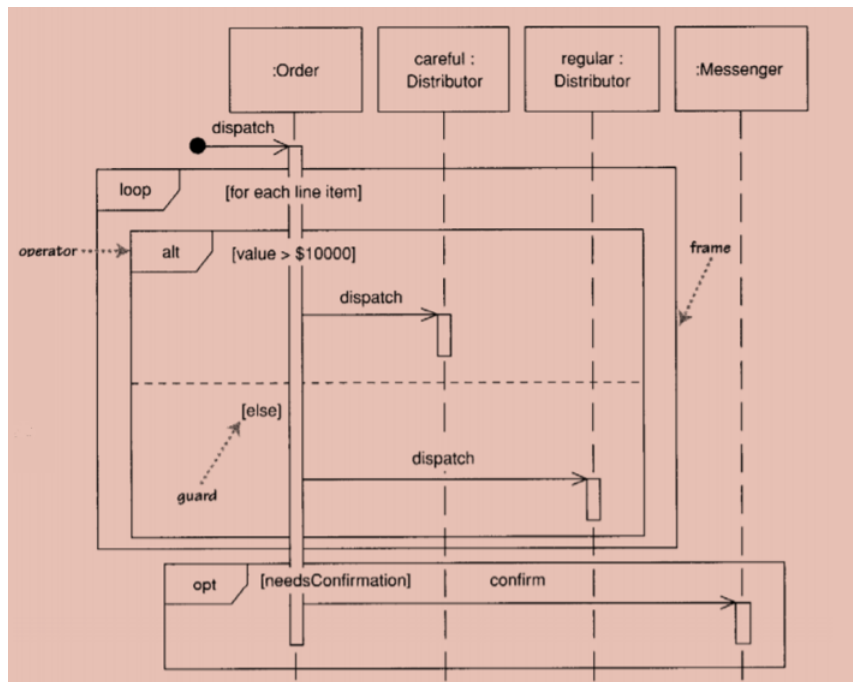 :Order
careful :
Distributor
regular :
Distributor
:Messenger
dispatch
loop
[for each line item]
operator
alt
[value > $10000]
frame
dispatch
[else]
dispatch
guard
opt
[needsConfirmation]
confirm